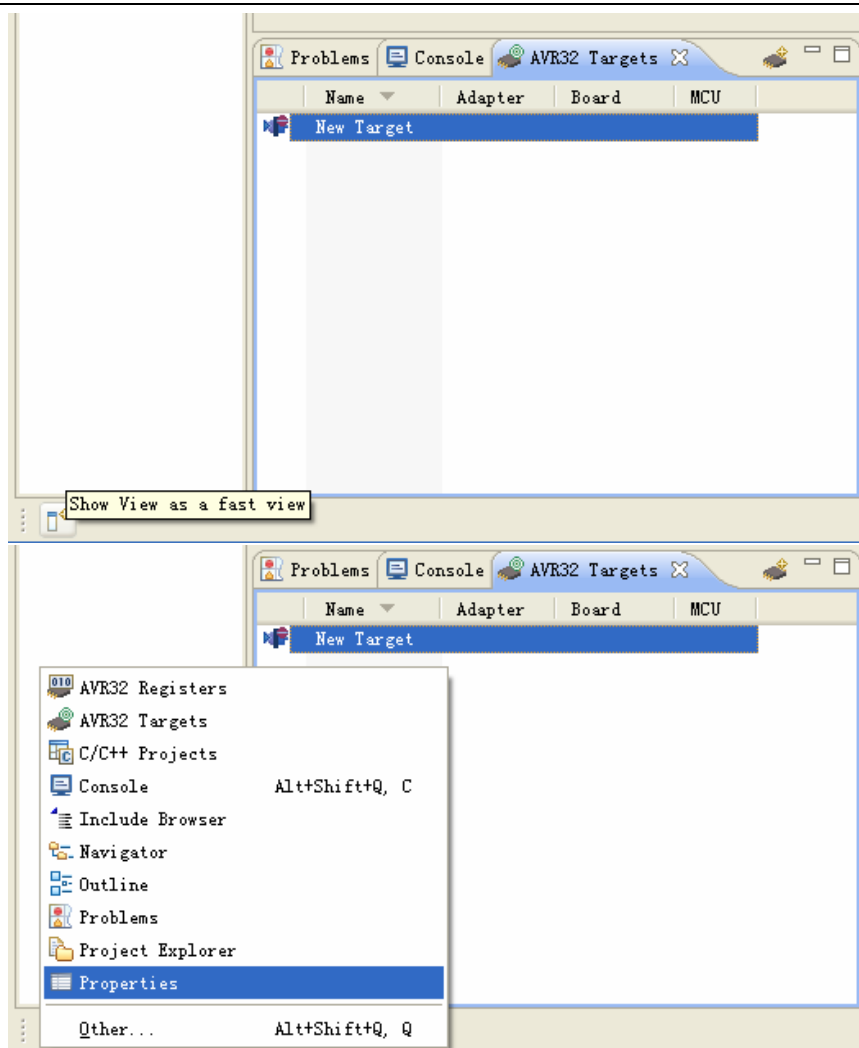 Problems Console AVR32 Targets
Name Adapter Board MCU
New Target
Show View as a fast view
Problems Console AVR32 Targets
Name Adapter Board MCU
New Target
010 AVR32 Registers
AVR32 Targets
C C/C++ Projects
Console Alt+Shift+Q, C
Include Browser
Navigator
Outline
Problems
Project Explorer
Properties
Other... Alt+Shift+Q, Q